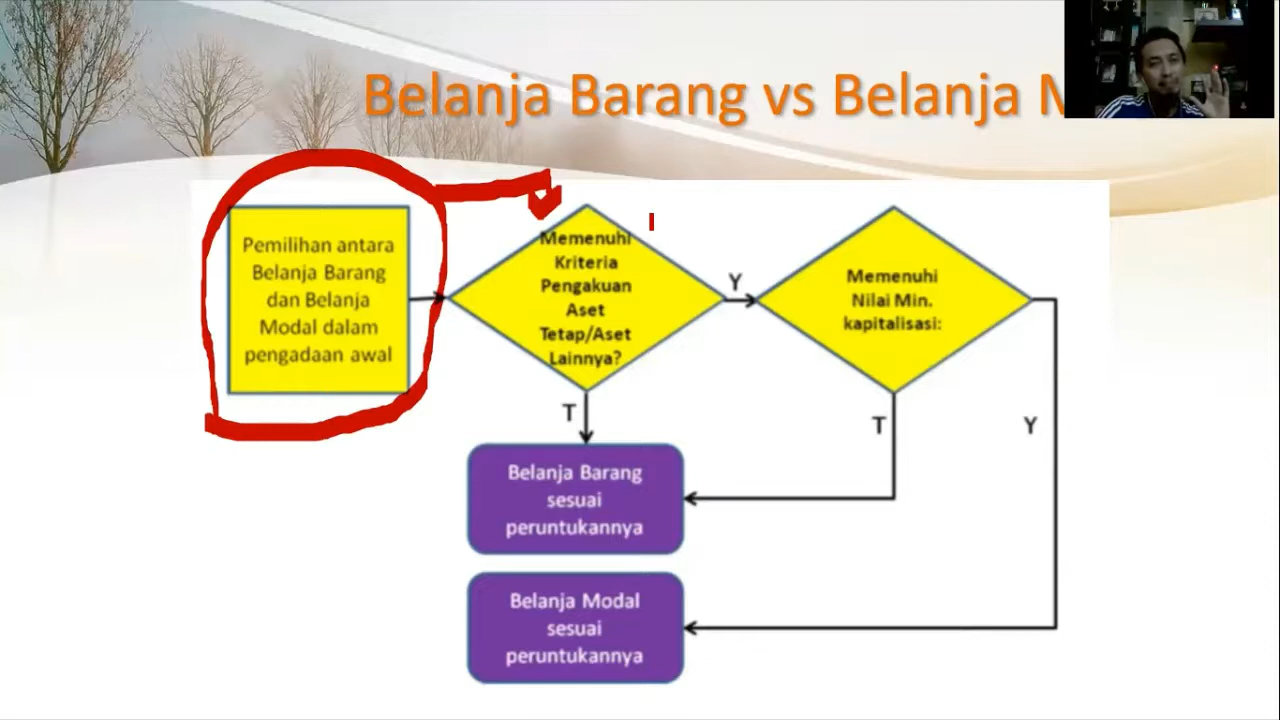 Belanja Barang vs Belanja
Pemilihan antara
Belanja Barang
dan Belanja
Modal dalam
pengadaan awal
Memenuhi
Kriteria
Pengakuan
Aset
Tetap/Aset
Lainnya?
Y
Memenuhi
Nilai Min.
kapitalisasi:
T
T
Y
Belanja Barang
sesuai
peruntukannya
Belanja Modal
sesuai
peruntukannya